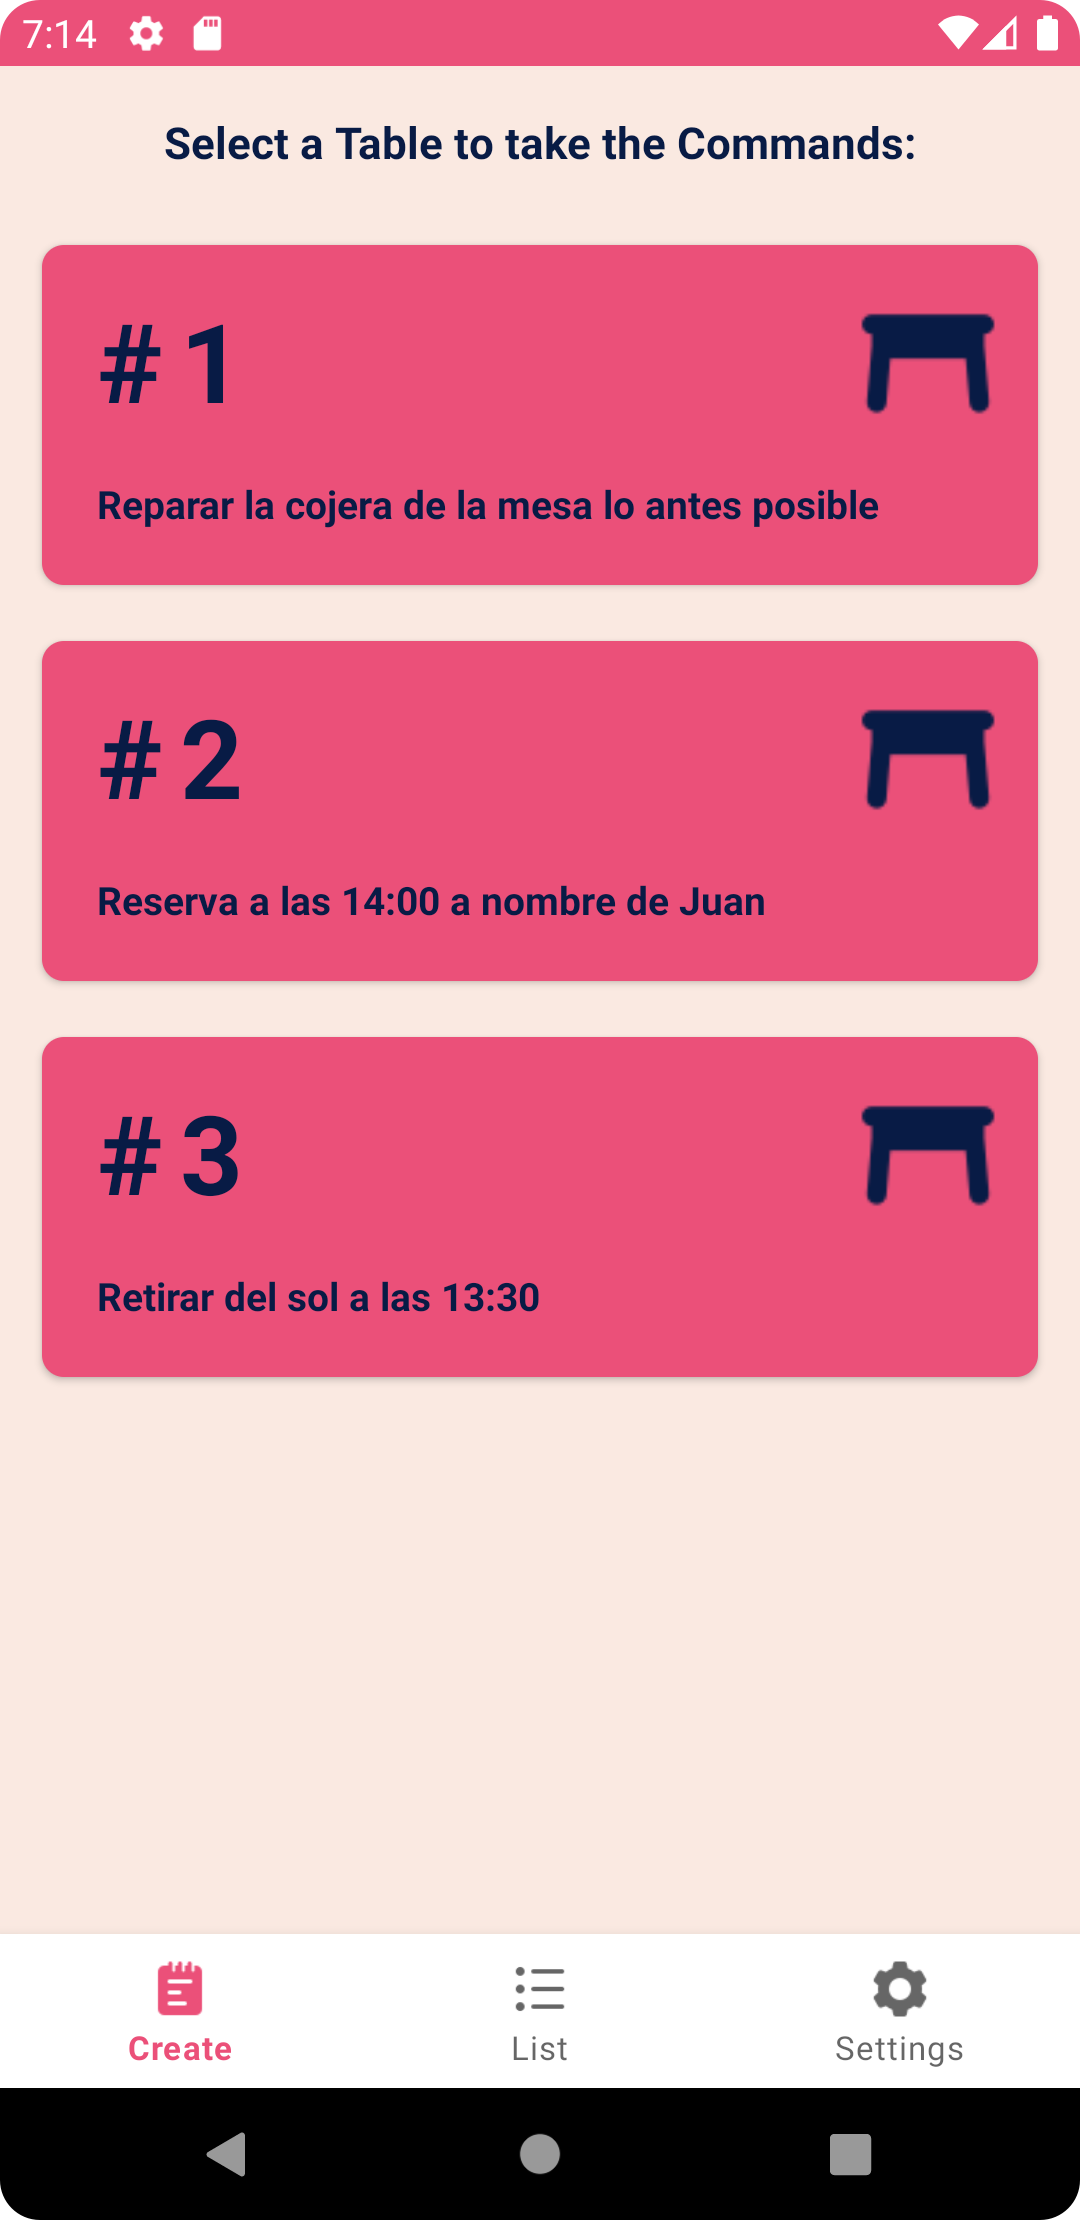 7:14
Select a Table to take the Commands:
# 1
Reparar la cojera de la mesa lo antes posible
# 2
Reserva a las 14:00 a nombre de Juan
# 3
Retirar del sol a las 13:30
Create
List
Settings